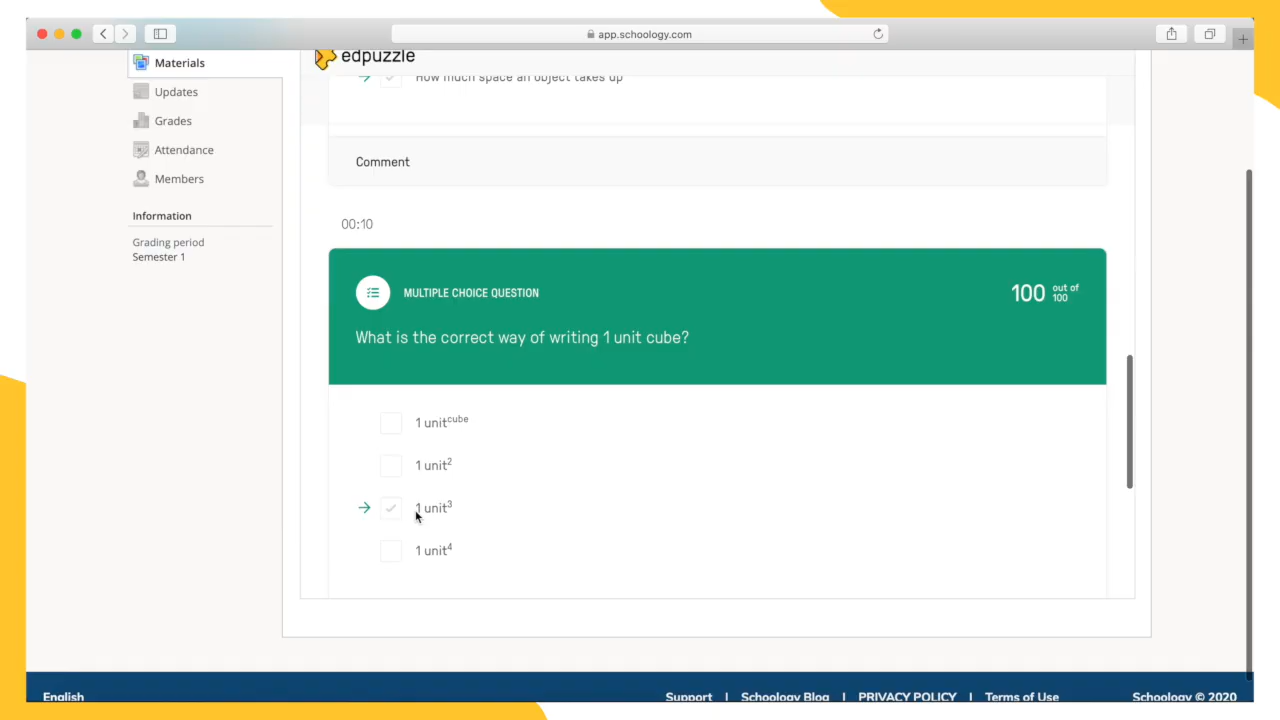 app.schoology.com
edpuzzle
Materials
Updates
Grades
Attendance
Members
Information
Grading period
Semester 1
How much space an object takes up
Comment
00:10
MULTIPLE CHOICE QUESTION
100 out of 100
What is the correct way of writing 1 unit cube?
1 unitᶜᵘᵇᵉ
1 unit²
1 unit³
1 unit⁴
English
Support | Schoology Blog | PRIVACY POLICY | Terms of Use
Schoology © 2020